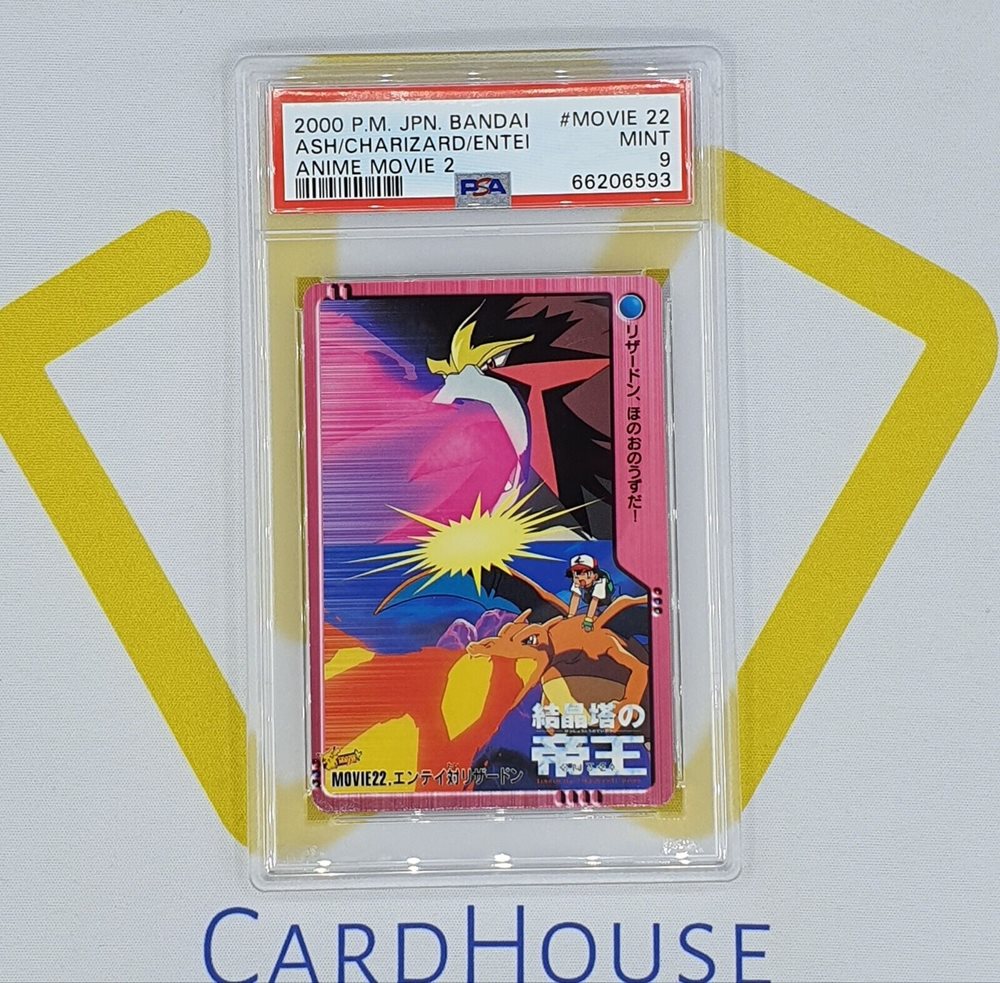 2000 P.M. JPN. BANDAI #MOVIE 22
ASH/CHARIZARD/ENTEI MINT
ANIME MOVIE 2 9
PSA 66206593
リザードン、ほのおのうずだ！
結晶塔の
帝王
MOVIE22.エンテイ対リザードン
CARDHOUSE